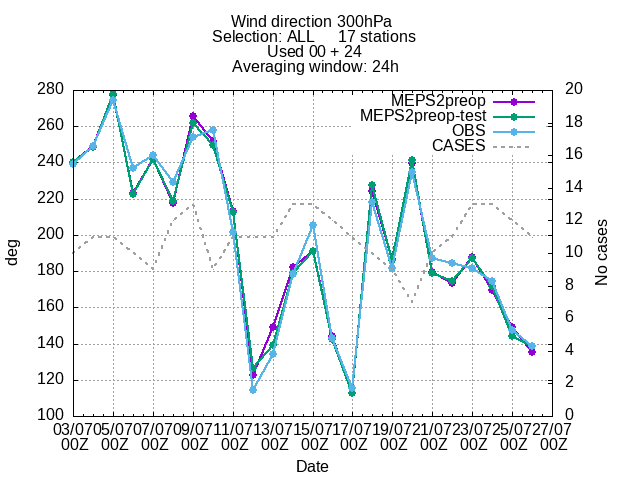 Wind direction 300hPa
Selection: ALL 17 stations
Used 00 + 24
Averaging window: 24h
MEPS2preop
MEPS2preop-test
OBS
CASES
280
260
240
220
200
180
160
140
120
100
deg
20
18
16
14
12
10
8
6
4
2
0
No cases
03/07 05/07 07/07 09/07 11/07 13/07 15/07 17/07 19/07 21/07 23/07 25/07 27/07
00Z 00Z 00Z 00Z 00Z 00Z 00Z 00Z 00Z 00Z 00Z 00Z 00Z
Date